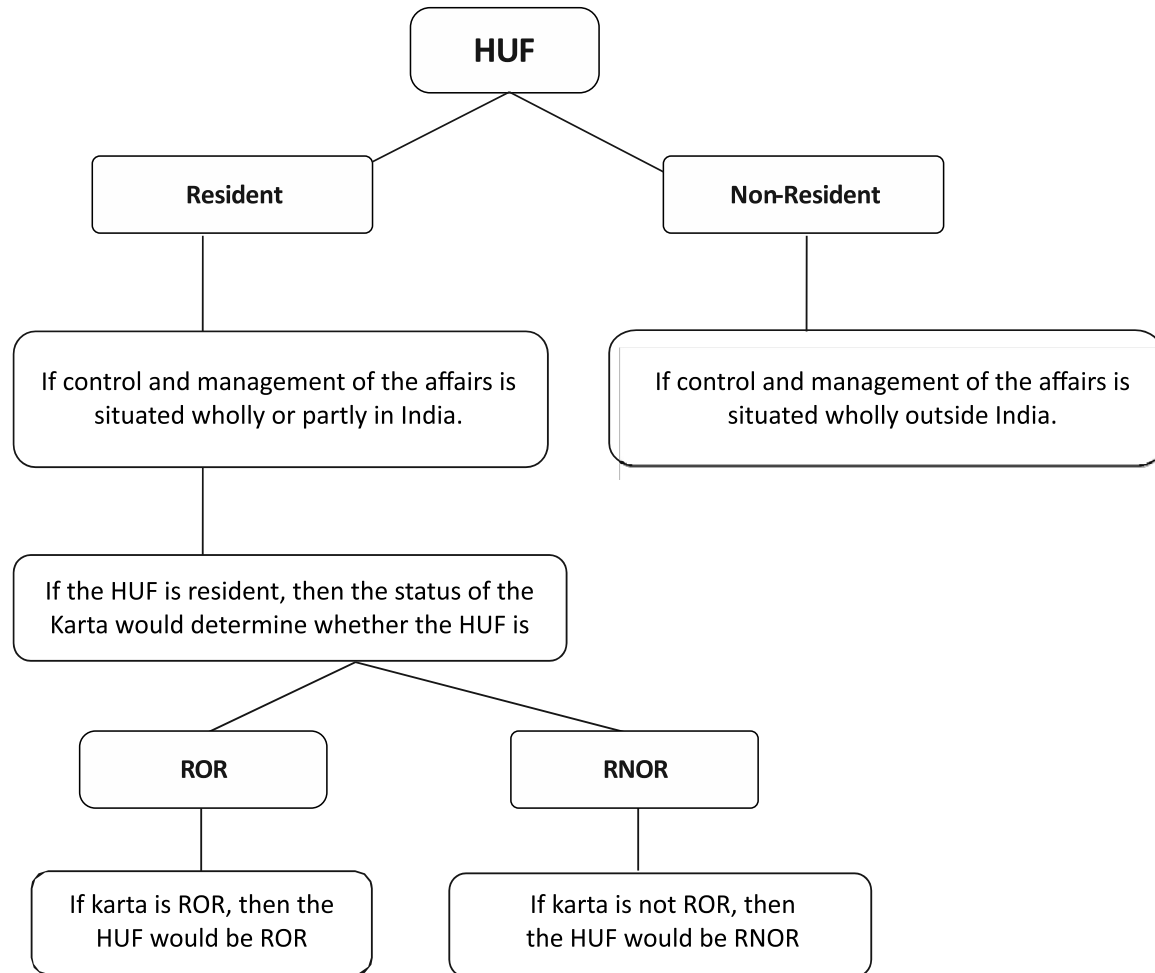 HUF
Resident
Non-Resident
If control and management of the affairs is
situated wholly or partly in India.
If control and management of the affairs is
situated wholly outside India.
If the HUF is resident, then the status of the
Karta would determine whether the HUF is
ROR
RNOR
If karta is ROR, then the
HUF would be ROR
If karta is not ROR, then
the HUF would be RNOR